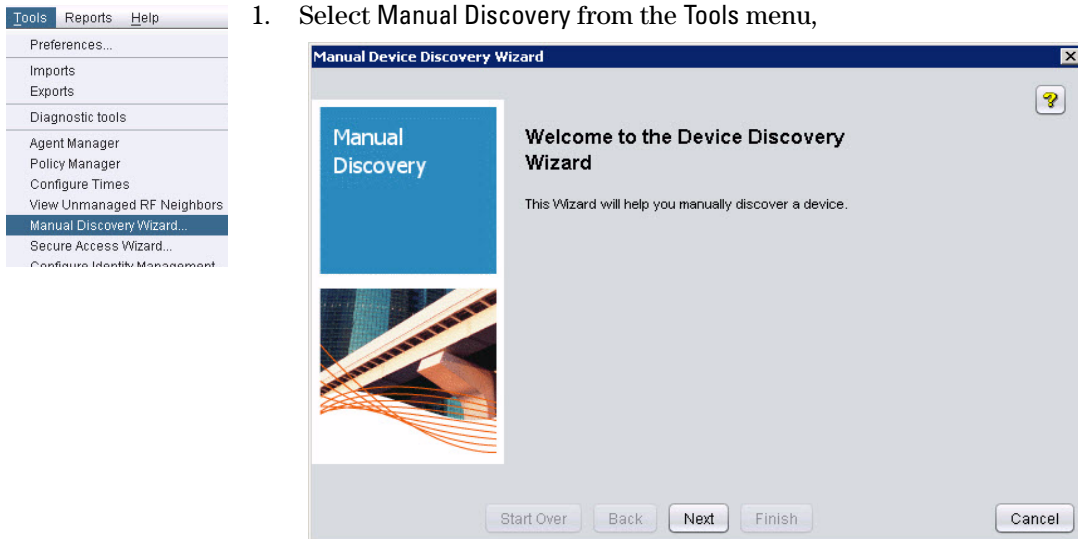 Tools Reports Help
Preferences...
Imports
Exports
Diagnostic tools
Agent Manager
Policy Manager
Configure Times
View Unmanaged RF Neighbors
Manual Discovery Wizard...
Secure Access Wizard...
Configure Identity Management
1. Select Manual Discovery from the Tools menu,
Manual Device Discovery Wizard
Manual
Discovery
Welcome to the Device Discovery
Wizard
This Wizard will help you manually discover a device.
Start Over Back Next Finish Cancel